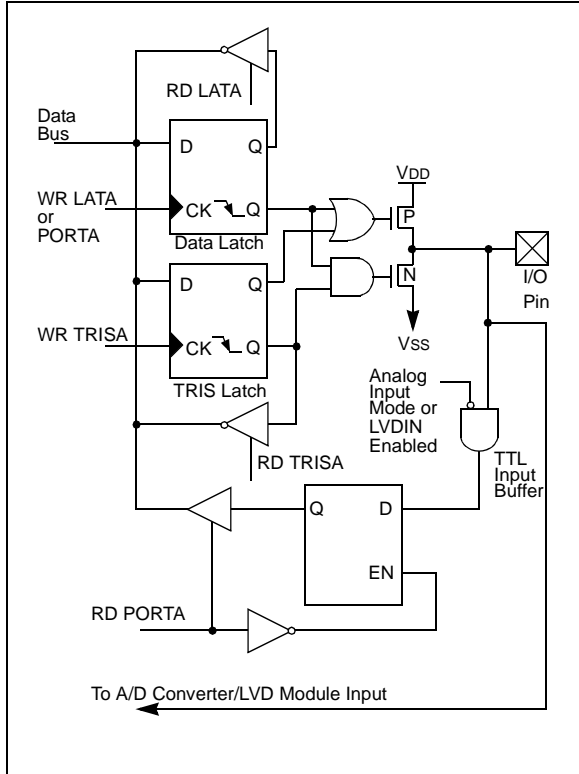 RD LATA
Data
Bus
D Q
VDD
WR LATA
or
PORTA
CK Q
P
Data Latch
D Q
N
I/O
Pin
WR TRISA
CK Q
VSS
TRIS Latch
Analog
Input
Mode or
LVDIN
Enabled
RD TRISA
TTL
Input
Buffer
Q D
EN
RD PORTA
To A/D Converter/LVD Module Input